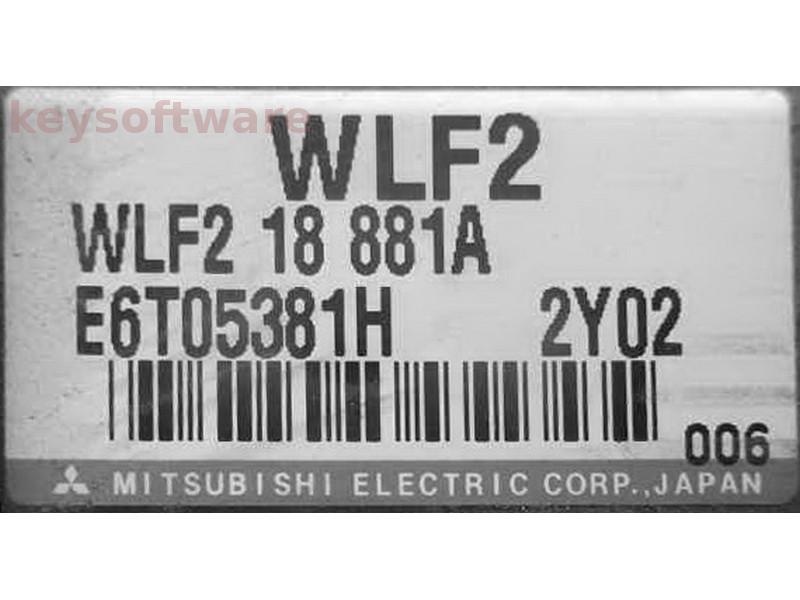 keysoftware
WLF2
WLF2 18 881A
E6T05381H 2Y02
006
MITSUBISHI ELECTRIC CORP.,JAPAN